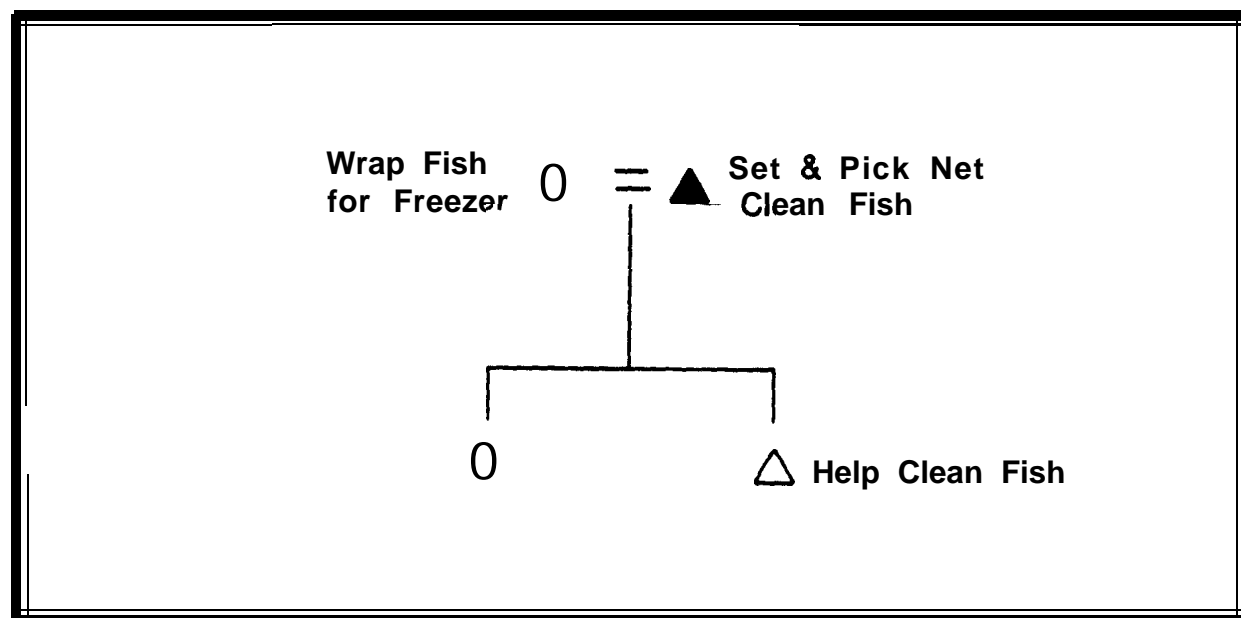 Wrap Fish
for Freezer
O
=
Set & Pick Net
Clean Fish
O
Help Clean Fish